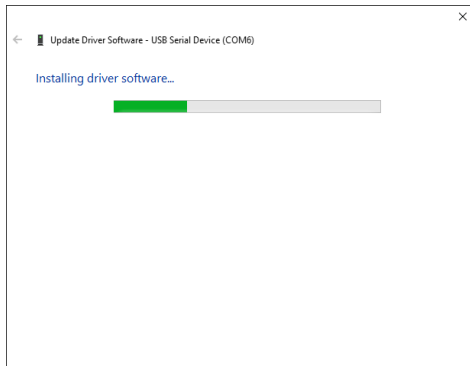 Update Driver Software - USB Serial Device (COM6)
Installing driver software...